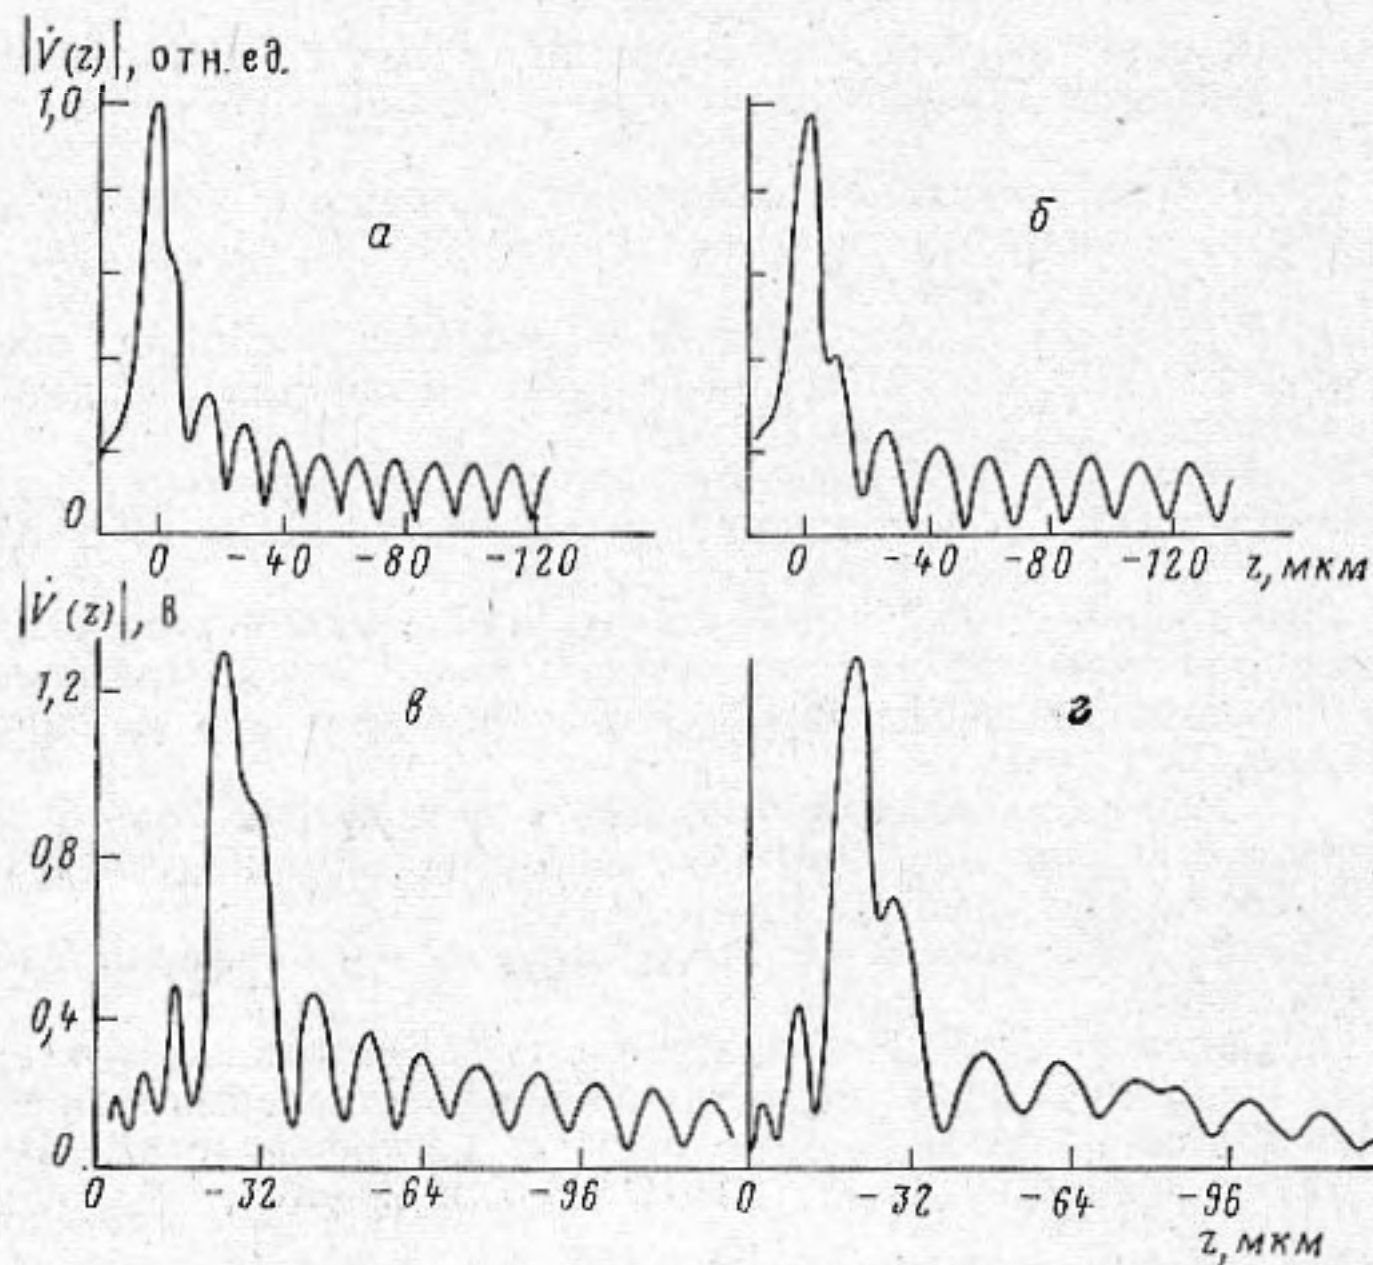 |V̇(z)|, отн. ед.
1,0
0
а
б
0 -40 -80 -120
0 -40 -80 -120 z, мкм
|V̇(z)|, В
1,2
0,8
0,4
0
в
г
0 -32 -64 -96
0 -32 -64 -96
z, мкм